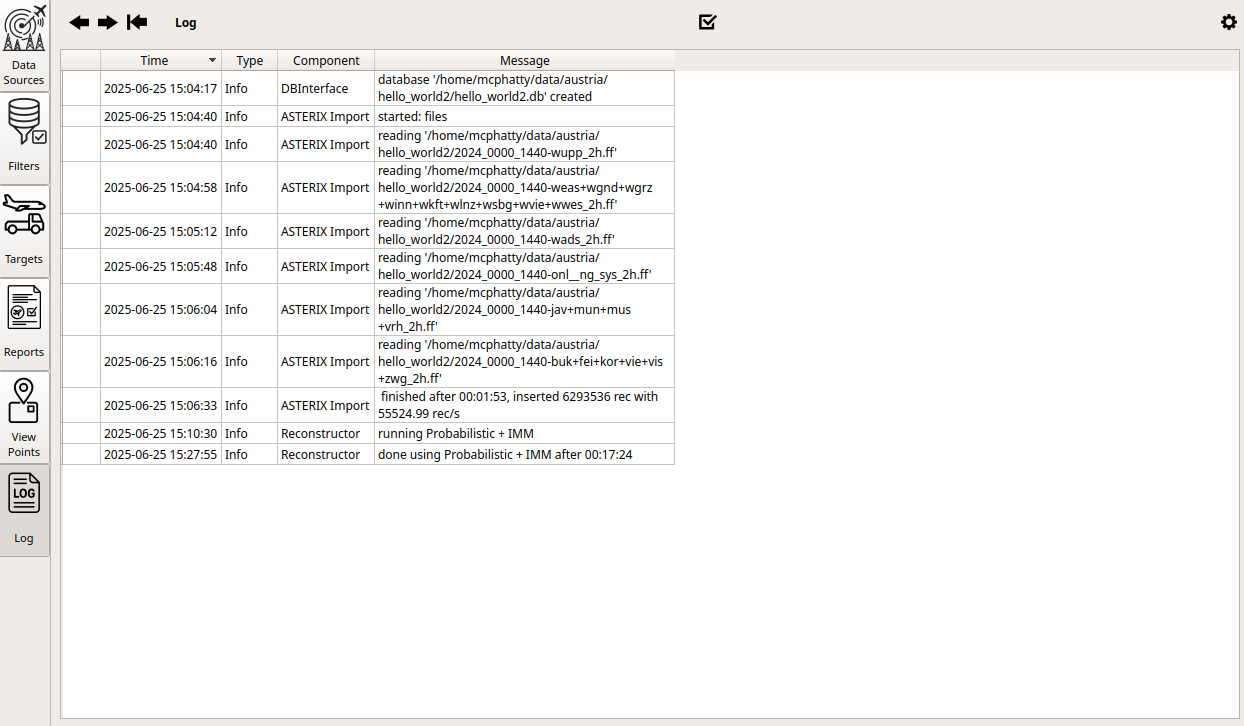 Log
Data
Sources
Filters
Targets
Reports
View
Points
LOG
Log
Time Type Component Message
2025-06-25 15:04:17 Info DBInterface database '/home/mcphatty/data/austria/
hello_world2/hello_world2.db' created
2025-06-25 15:04:40 Info ASTERIX Import started: files
2025-06-25 15:04:40 Info ASTERIX Import reading '/home/mcphatty/data/austria/
hello_world2/2024_0000_1440-wupp_2h.ff'
2025-06-25 15:04:58 Info ASTERIX Import reading '/home/mcphatty/data/austria/
hello_world2/2024_0000_1440-weas+wgnd+wgrz
+winn+wkft+wlnz+wsbg+wvie+wwes_2h.ff'
2025-06-25 15:05:12 Info ASTERIX Import reading '/home/mcphatty/data/austria/
hello_world2/2024_0000_1440-wads_2h.ff'
2025-06-25 15:05:48 Info ASTERIX Import reading '/home/mcphatty/data/austria/
hello_world2/2024_0000_1440-onl__ng_sys_2h.ff'
2025-06-25 15:06:04 Info ASTERIX Import reading '/home/mcphatty/data/austria/
hello_world2/2024_0000_1440-jav+mun+mus
+vrh_2h.ff'
2025-06-25 15:06:16 Info ASTERIX Import reading '/home/mcphatty/data/austria/
hello_world2/2024_0000_1440-buk+fei+kor+vie+vis
+zwg_2h.ff'
2025-06-25 15:06:33 Info ASTERIX Import finished after 00:01:53, inserted 6293536 rec with
55524.99 rec/s
2025-06-25 15:10:30 Info Reconstructor running Probabilistic + IMM
2025-06-25 15:27:55 Info Reconstructor done using Probabilistic + IMM after 00:17:24